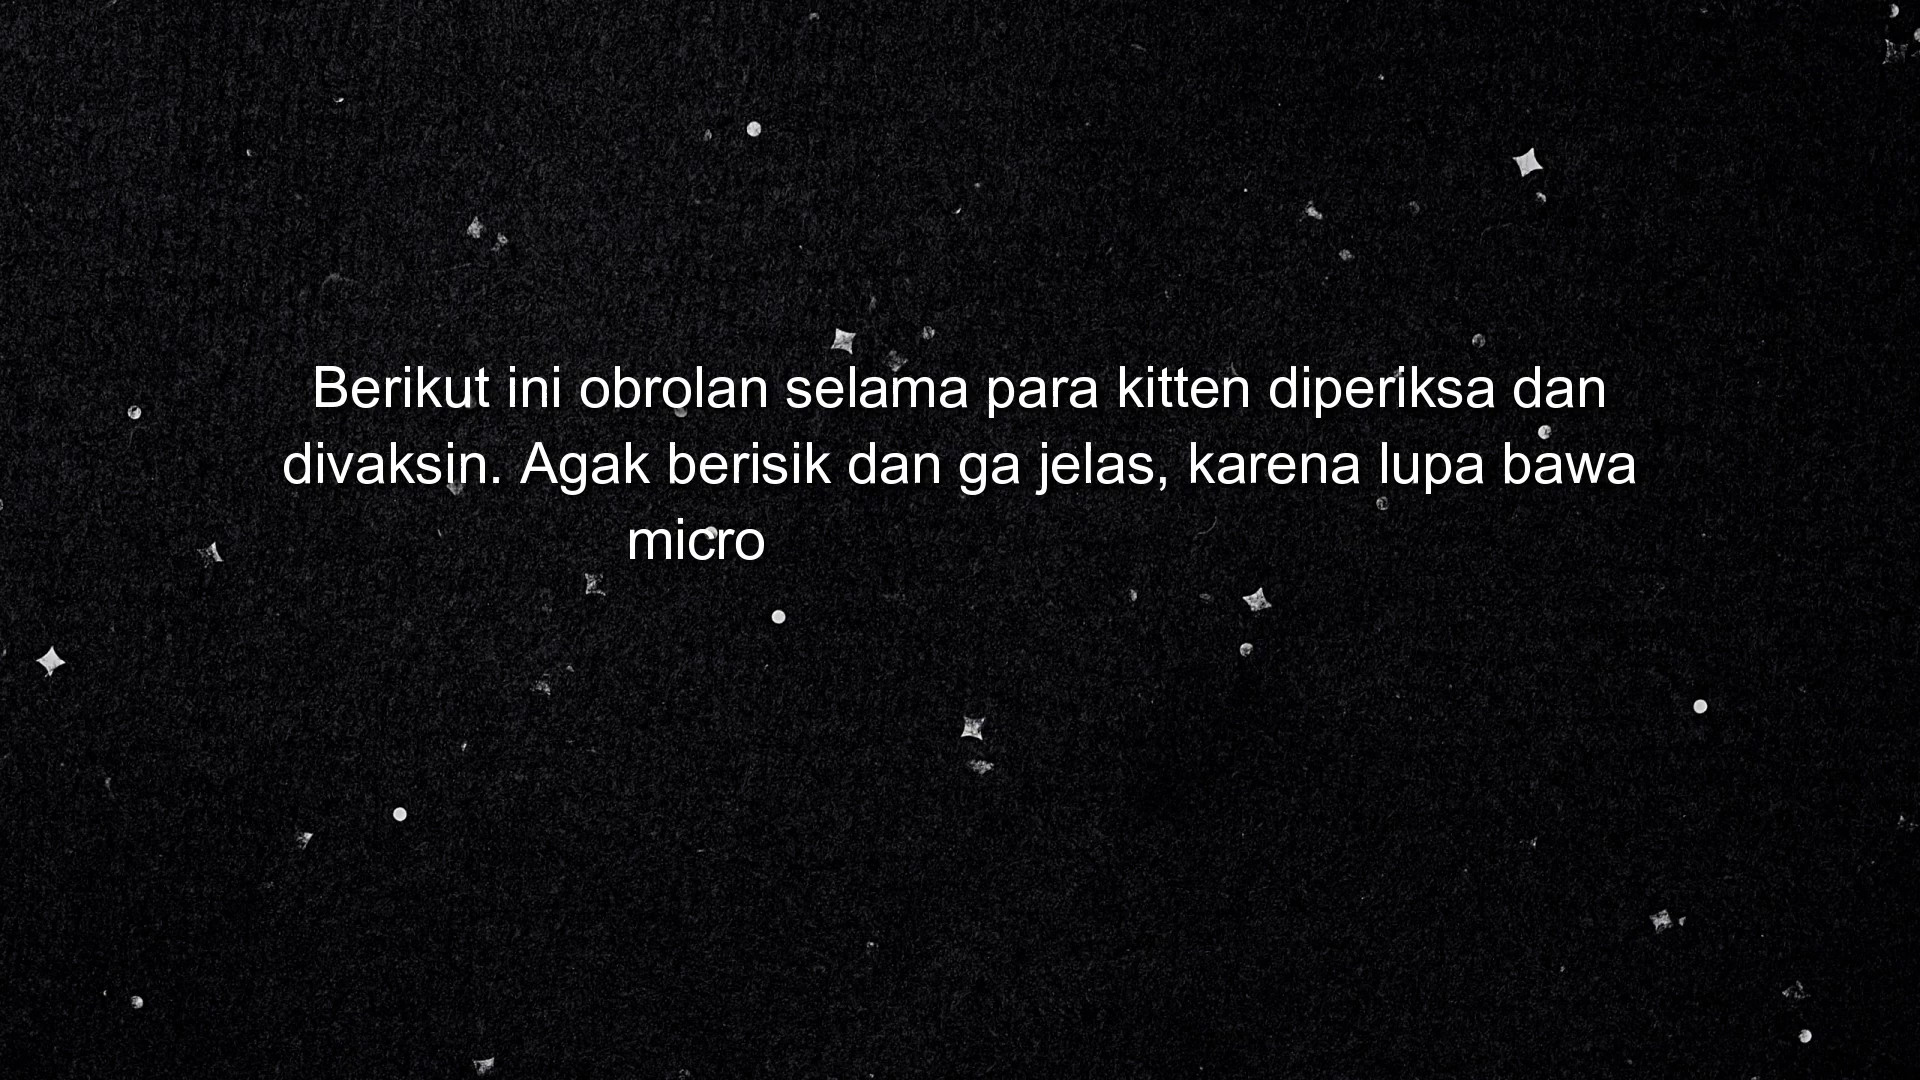 Berikut ini obrolan selama para kitten diperiksa dan
divaksin. Agak berisik dan ga jelas, karena lupa bawa
micro